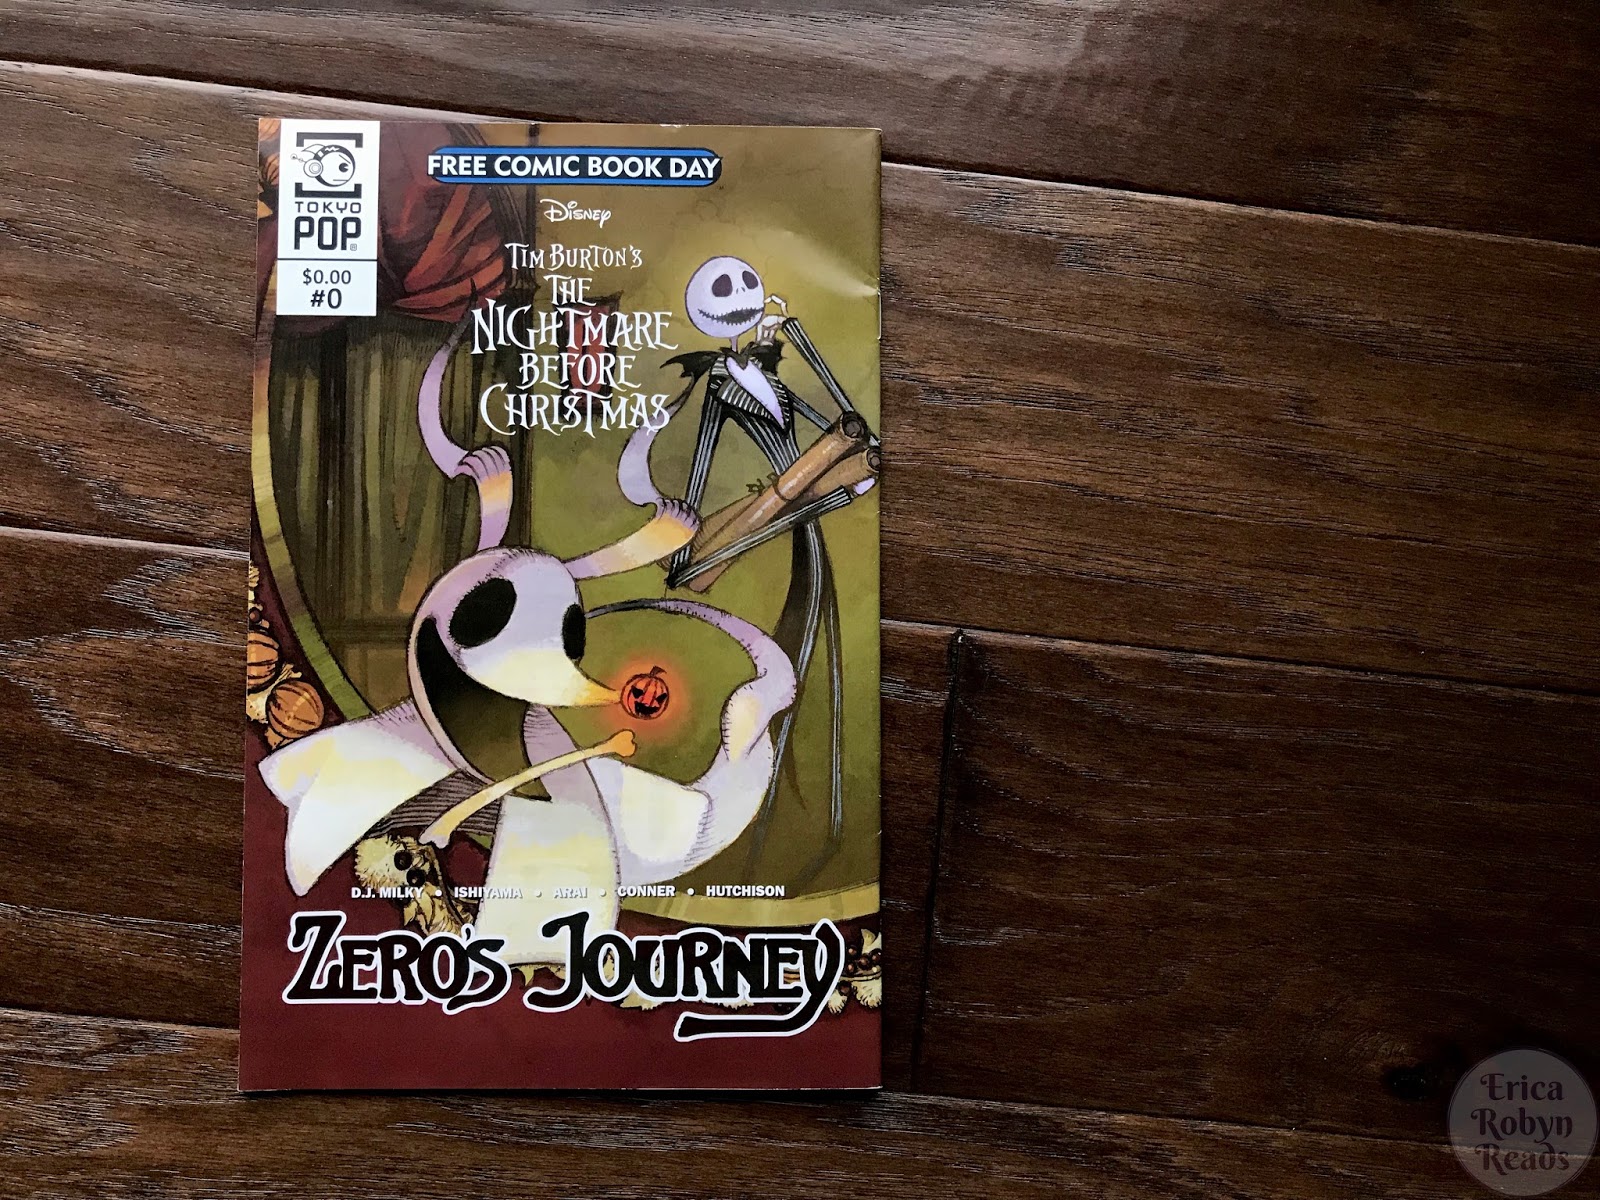 FREE COMIC BOOK DAY
TOKYO
POP
$0.00
#0
Disney
TIM BURTON'S
THE
NIGHTMARE
BEFORE
CHRISTMAS
D.J. MILKY • ISHIYAMA • ARAI • CONNER • HUTCHISON
ZERO'S JOURNEY
Erica
Robyn
Reads